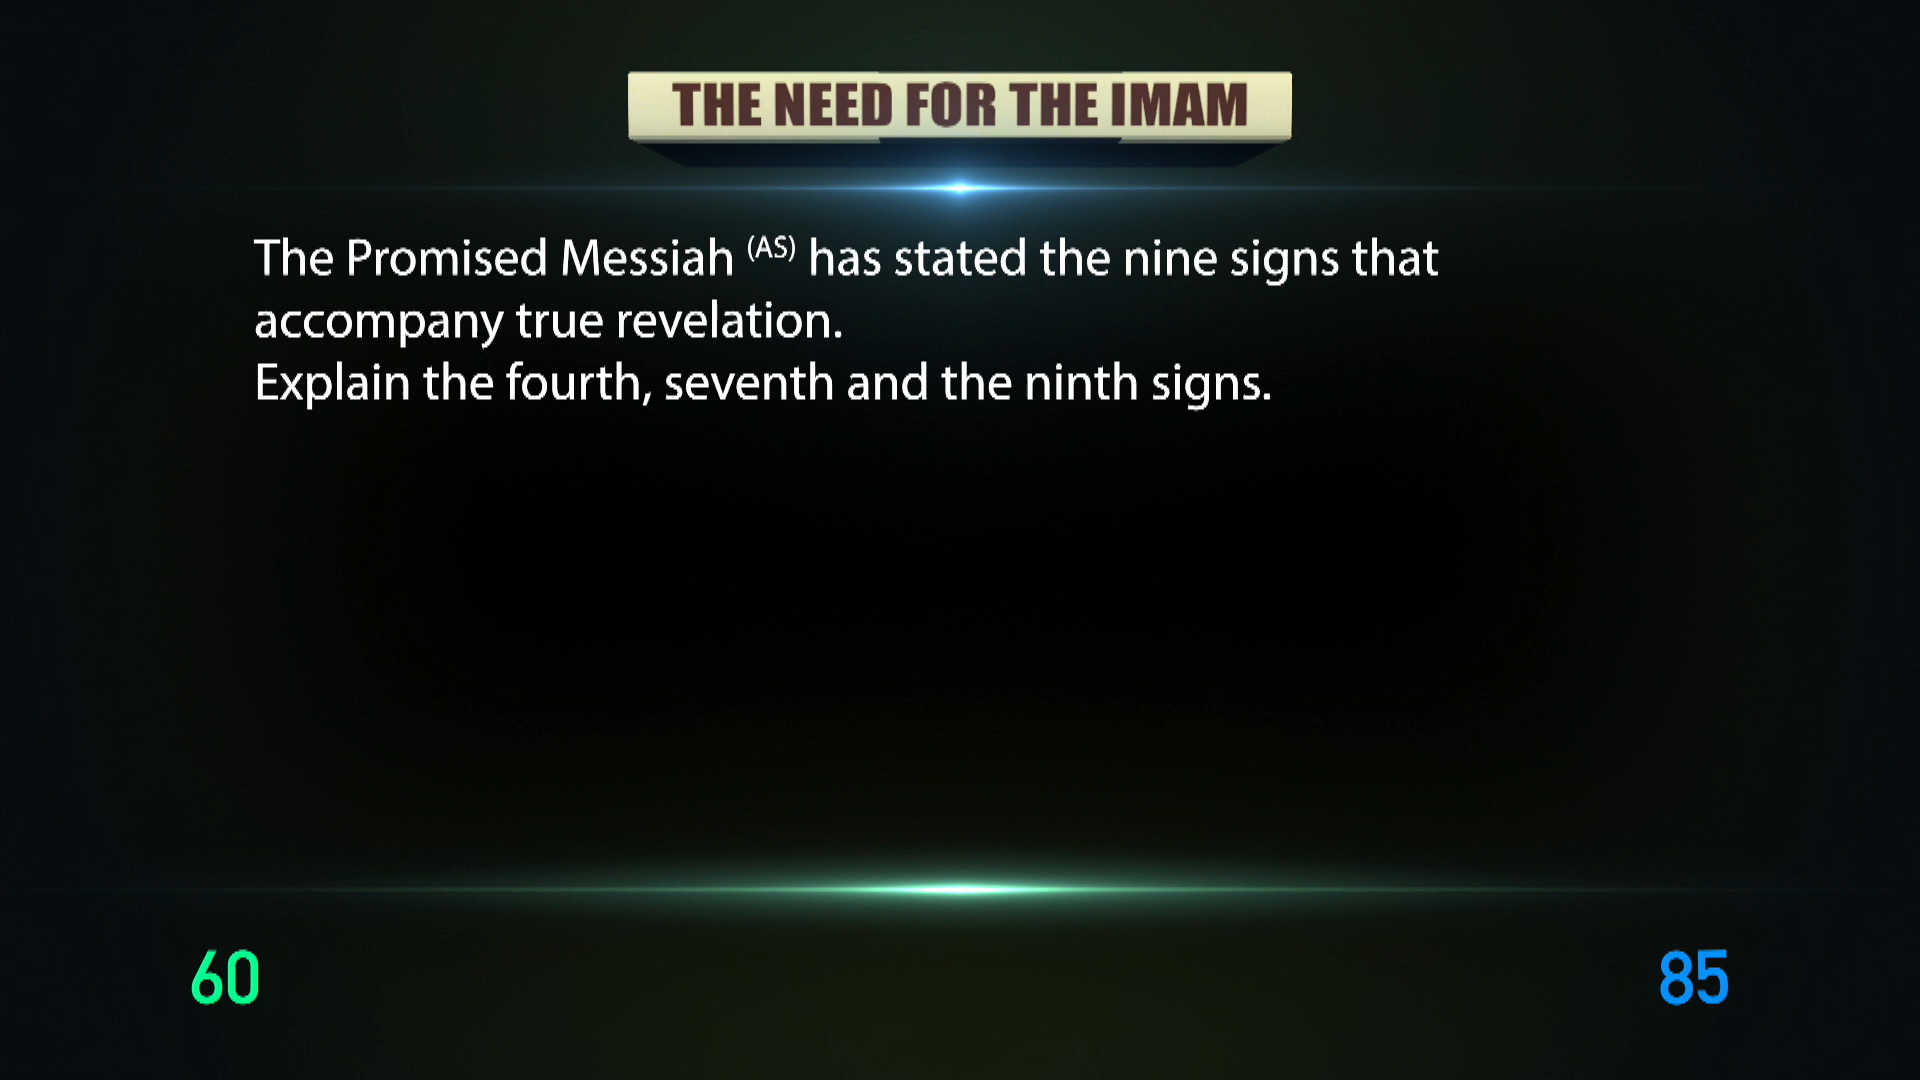 THE NEED FOR THE IMAM
The Promised Messiah (AS) has stated the nine signs that
accompany true revelation.
Explain the fourth, seventh and the ninth signs.
60
85